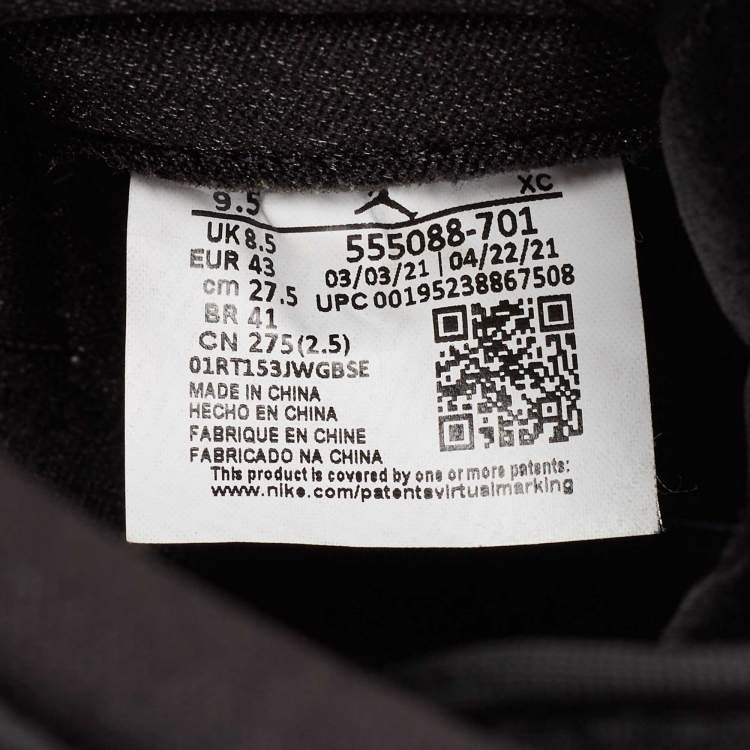 9.5 XC
UK 8.5
EUR 43
cm 27.5
BR 41
CN 275(2.5)
555088-701
03/03/21 | 04/22/21
UPC 00195238867508
01RT153JWGBSE
MADE IN CHINA
HECHO EN CHINA
FABRIQUE EN CHINE
FABRICADO NA CHINA
This product is covered by one or more patents:
www.nike.com/patentsvirtualmarking